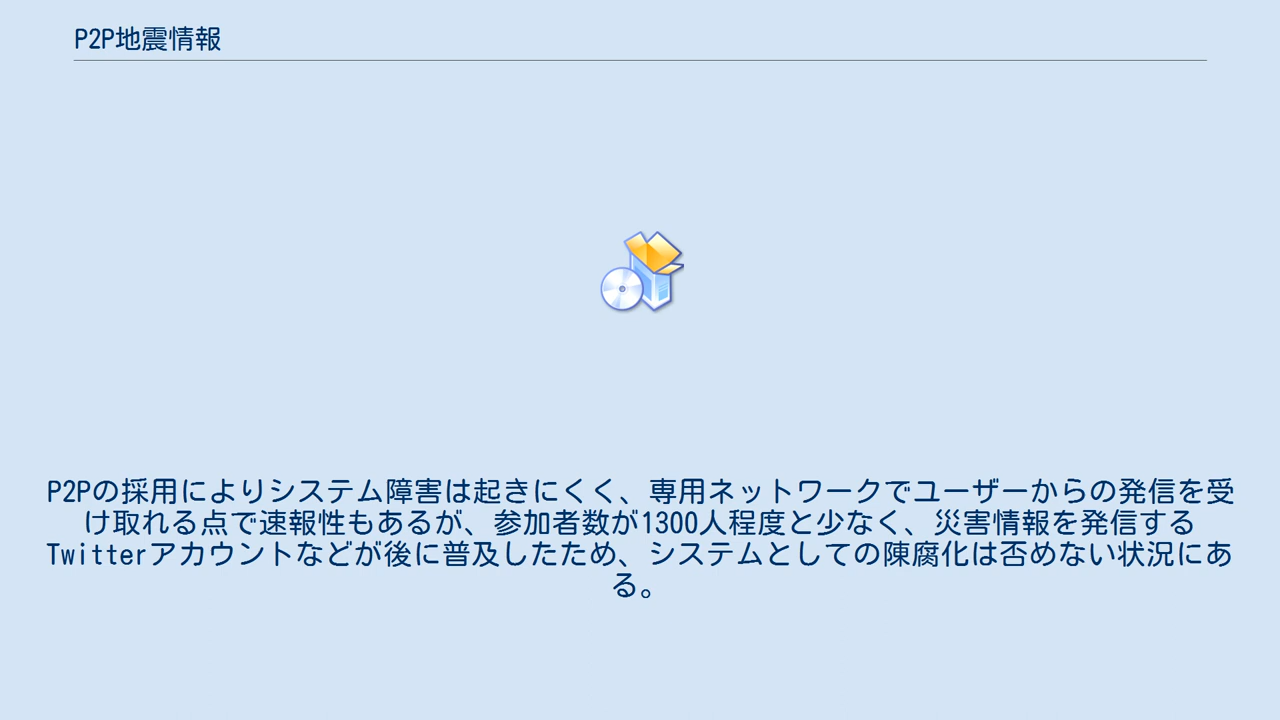 P2P地震情報
P2Pの採用によりシステム障害は起きにくく、専用ネットワークでユーザーからの発信を受
け取れる点で速報性もあるが、参加者数が1300人程度と少なく、災害情報を発信する
Twitterアカウントなどが後に普及したため、システムとしての陳腐化は否めない状況にあ
る。